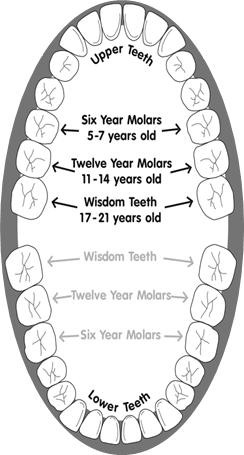 Upper Teeth
Six Year Molars
5-7 years old
Twelve Year Molars
11-14 years old
Wisdom Teeth
17-21 years old
Wisdom Teeth
Twelve Year Molars
Six Year Molars
Lower Teeth